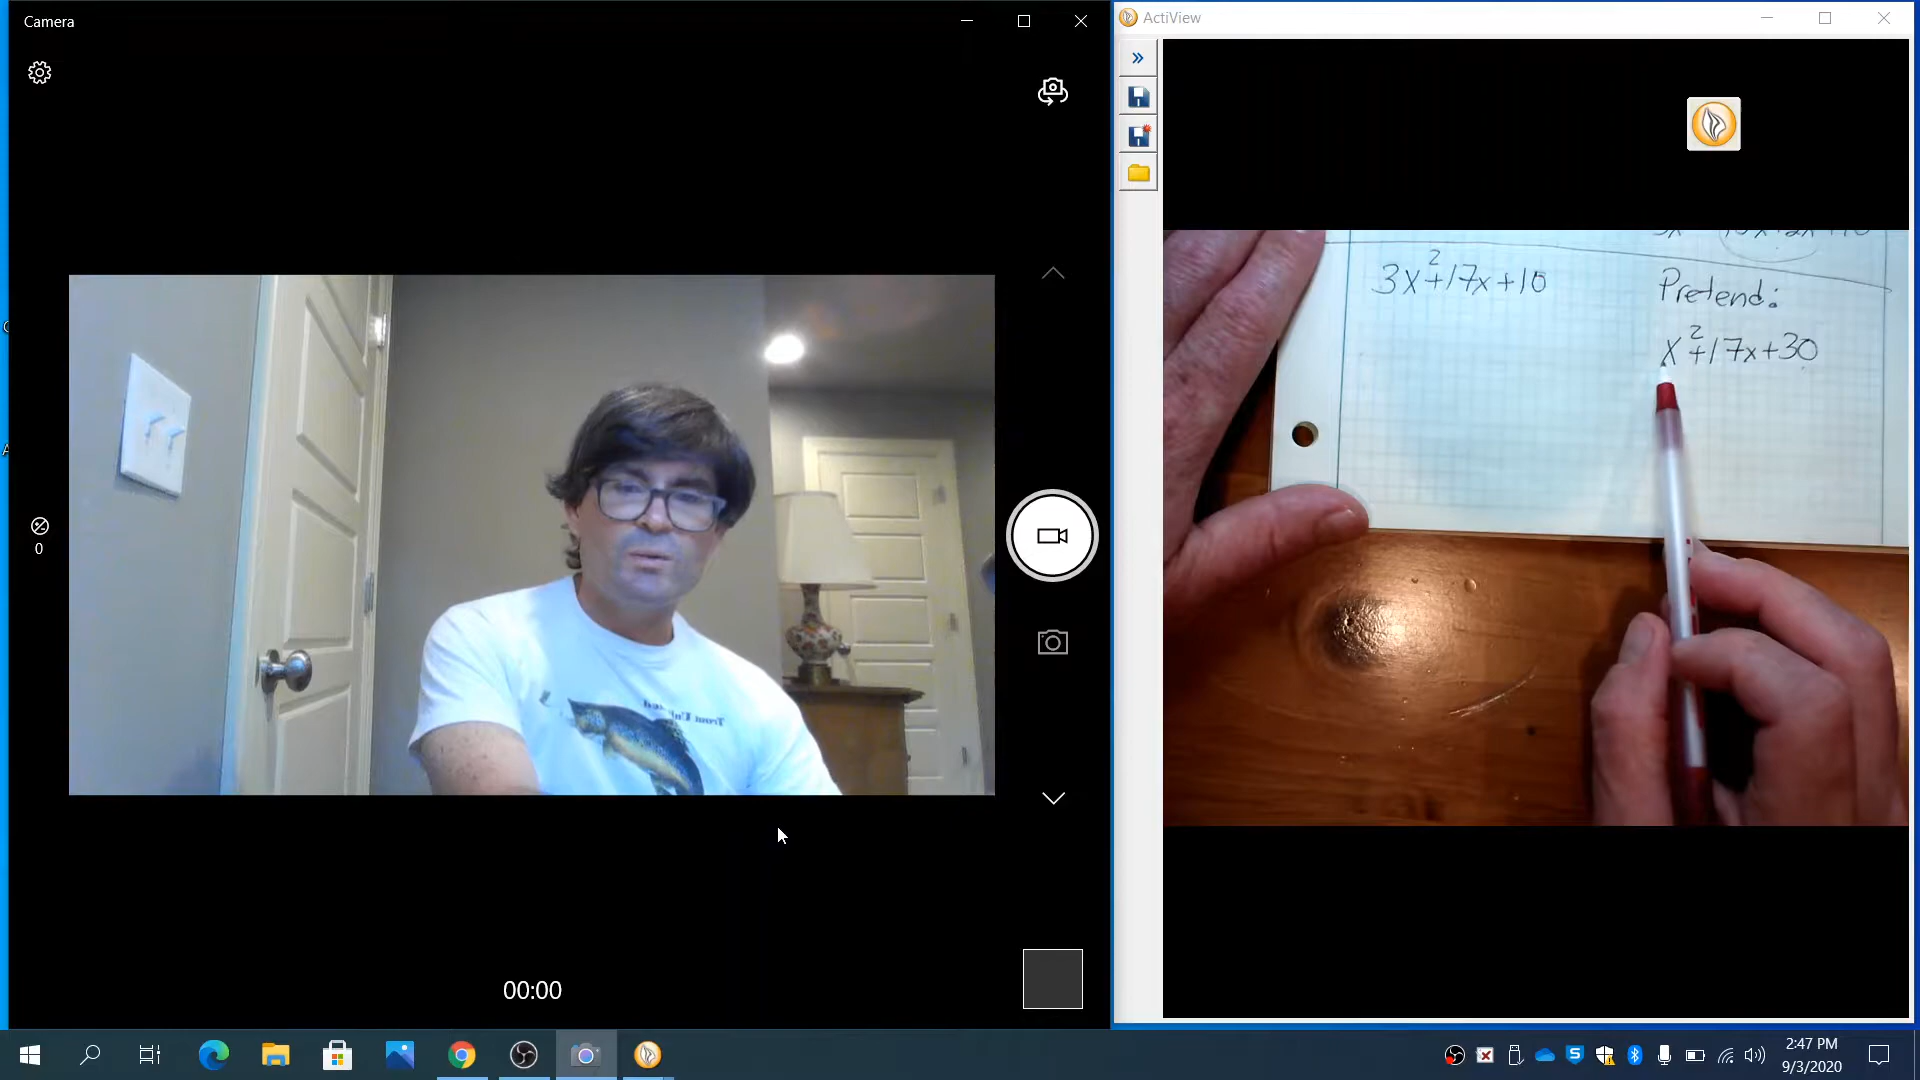 Camera
ActiView
0
3x²+17x+10
Pretend:
x²+17x+30
00:00
2:47 PM
9/3/2020